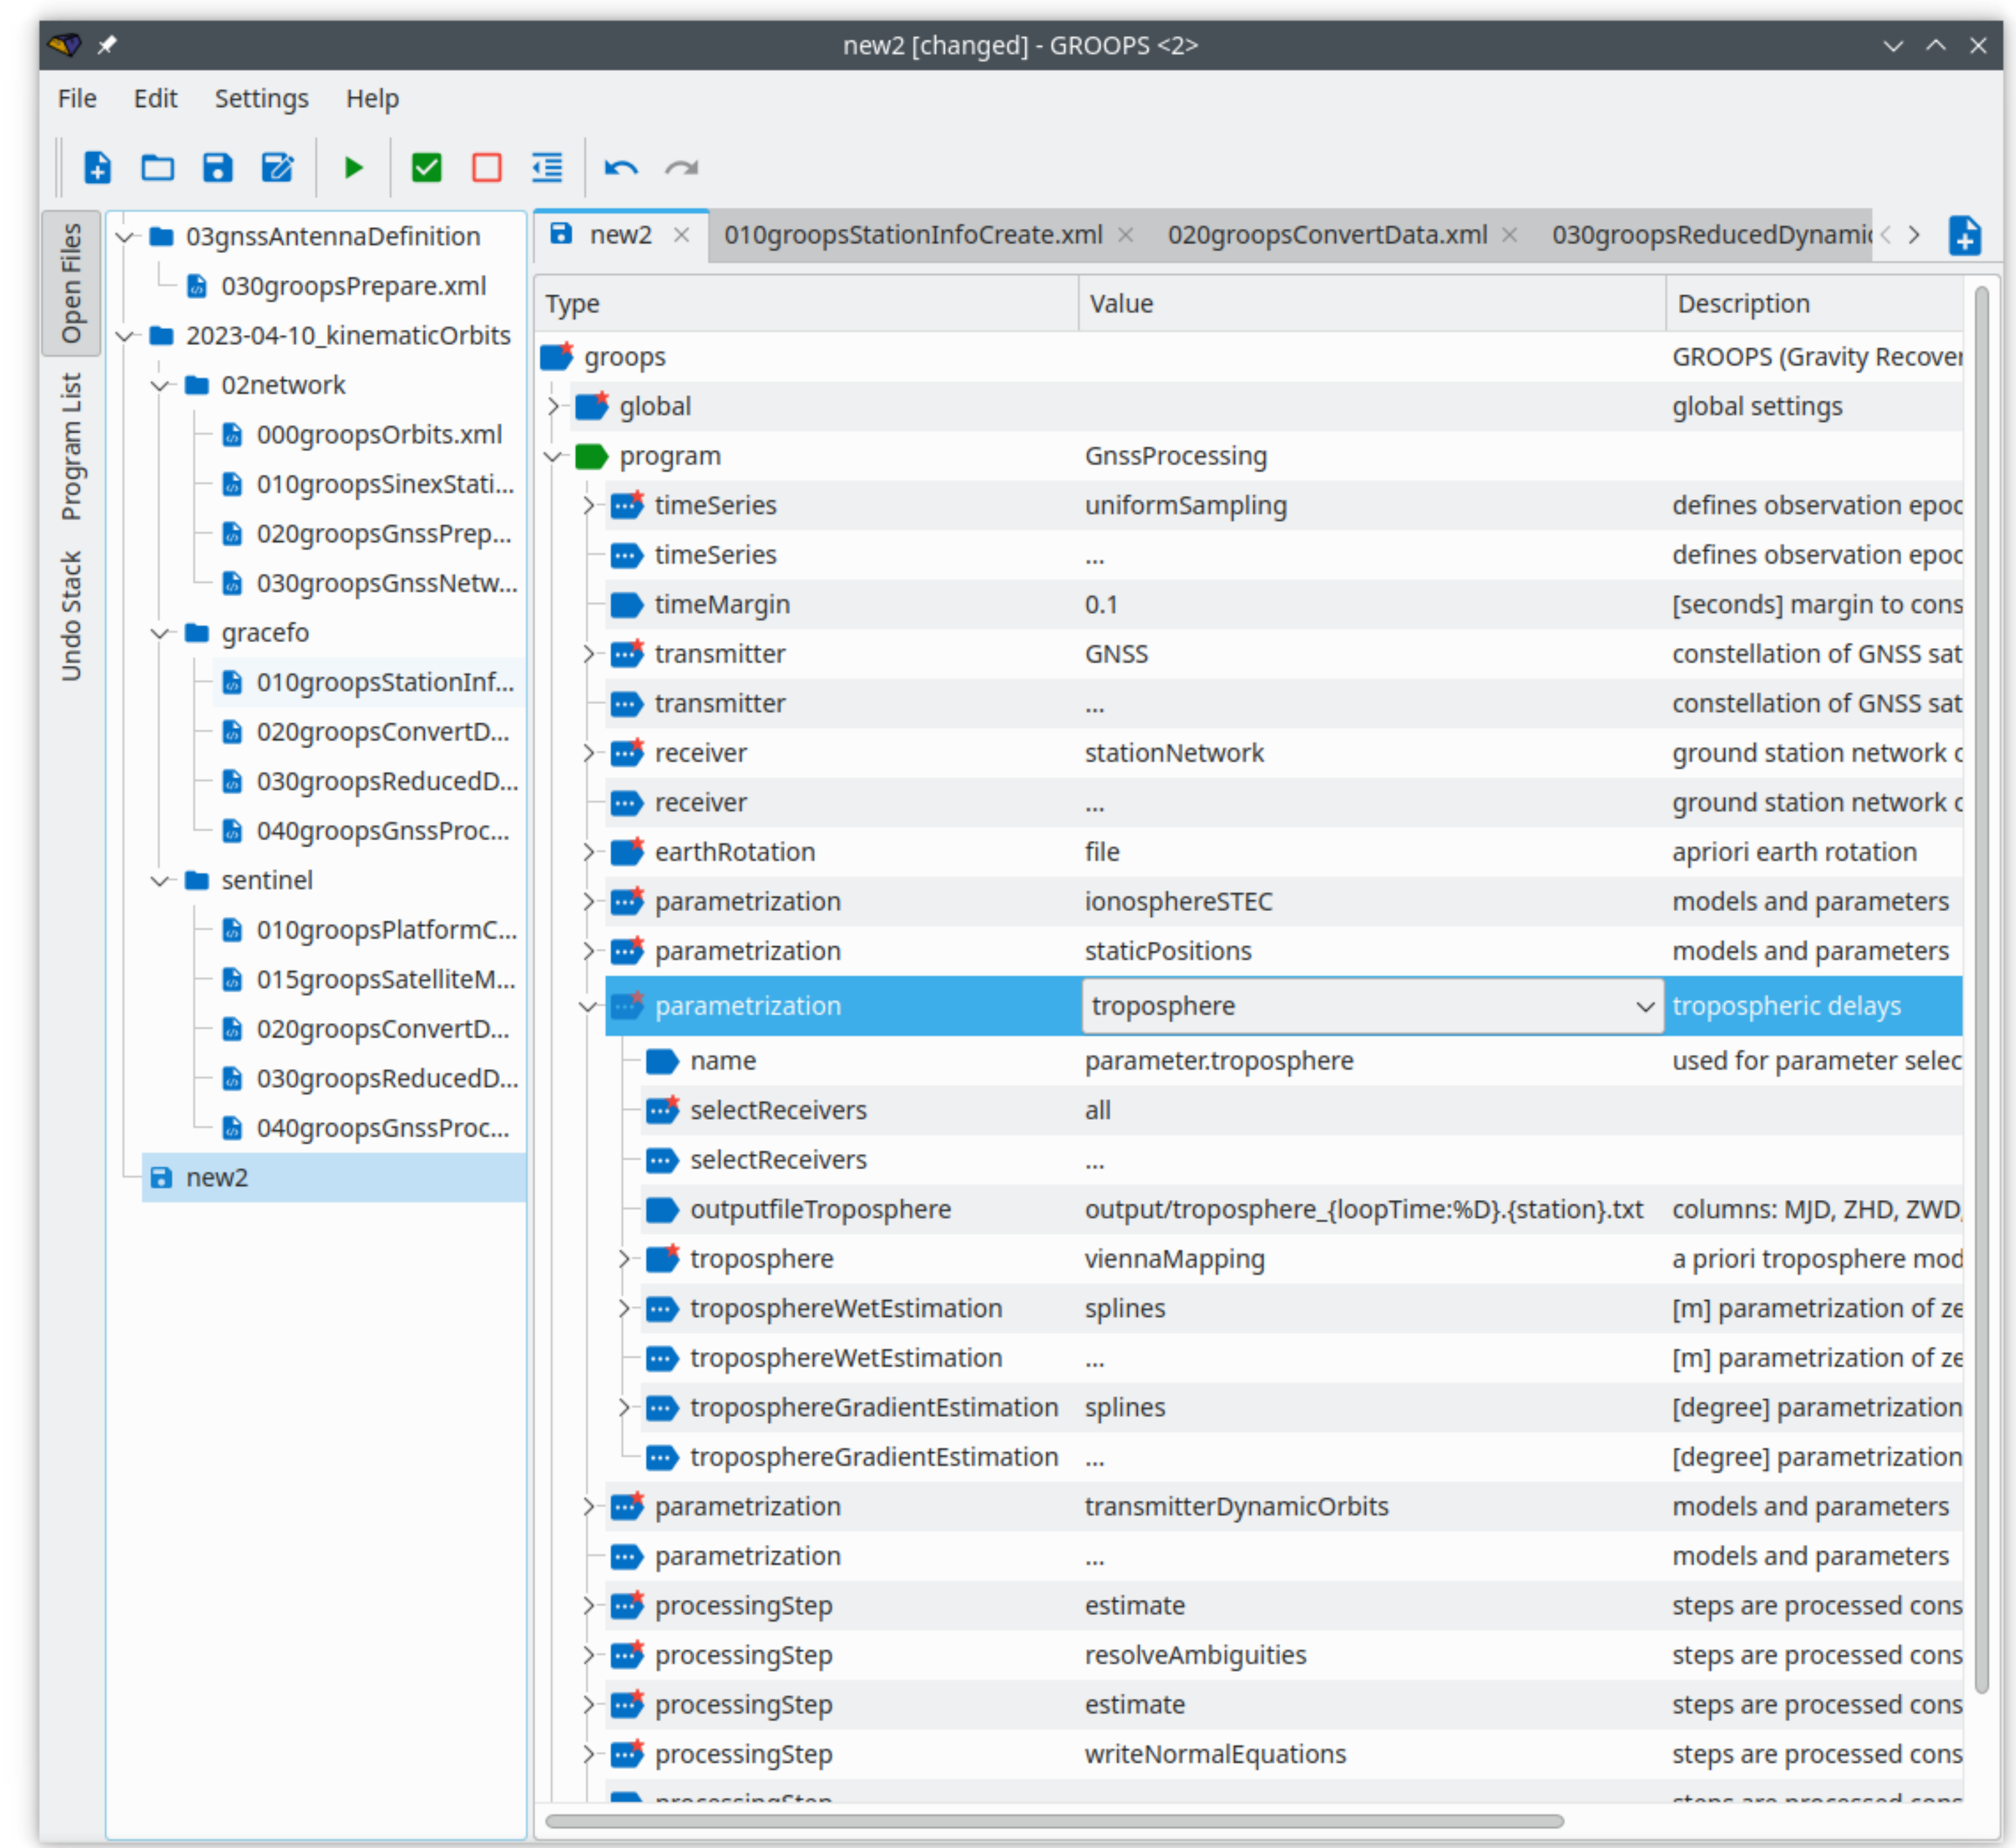 new2 [changed] - GROOPS <2>
File Edit Settings Help
Open Files
Program List
Undo Stack
03gnssAntennaDefinition
030groopsPrepare.xml
2023-04-10_kinematicOrbits
02network
000groopsOrbits.xml
010groopsSinexStati...
020groopsGnssPrep...
030groopsGnssNetw...
gracefo
010groopsStationInf...
020groopsConvertD...
030groopsReducedD...
040groopsGnssProc...
sentinel
010groopsPlatformC...
015groopsSatelliteM...
020groopsConvertD...
030groopsReducedD...
040groopsGnssProc...
new2
new2 010groopsStationInfoCreate.xml 020groopsConvertData.xml 030groopsReducedDynamic
Type Value Description
groops GROOPS (Gravity Recover
global global settings
program GnssProcessing
timeSeries uniformSampling defines observation epoc
timeSeries ... defines observation epoc
timeMargin 0.1 [seconds] margin to cons
transmitter GNSS constellation of GNSS sat
transmitter ... constellation of GNSS sat
receiver stationNetwork ground station network c
receiver ... ground station network c
earthRotation file apriori earth rotation
parametrization ionosphereSTEC models and parameters
parametrization staticPositions models and parameters
parametrization troposphere tropospheric delays
name parameter.troposphere used for parameter selec
selectReceivers all
selectReceivers ...
outputfileTroposphere output/troposphere_{loopTime:%D}.{station}.txt columns: MJD, ZHD, ZWD,
troposphere viennaMapping a priori troposphere mod
troposphereWetEstimation splines [m] parametrization of ze
troposphereWetEstimation ... [m] parametrization of ze
troposphereGradientEstimation splines [degree] parametrization
troposphereGradientEstimation ... [degree] parametrization
parametrization transmitterDynamicOrbits models and parameters
parametrization ... models and parameters
processingStep estimate steps are processed cons
processingStep resolveAmbiguities steps are processed cons
processingStep estimate steps are processed cons
processingStep writeNormalEquations steps are processed cons
processingStep steps are processed cons